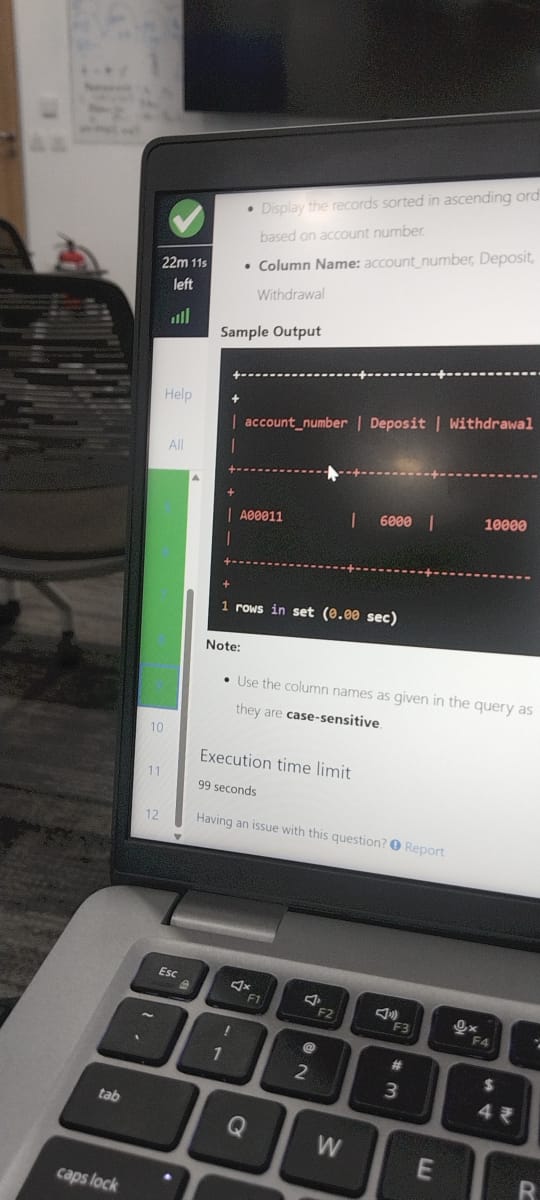 • Display the records sorted in ascending ord
based on account number.
22m 11s
left
• Column Name: account_number, Deposit,
Withdrawal
Sample Output
Help
All
+---------------------+-----------+--------------
+
| account_number | Deposit | Withdrawal
|
+---------------------+-----------+--------------
+
| A00011 | 6000 | 10000
|
+---------------------+-----------+--------------
+
1 rows in set (0.00 sec)
Note:
• Use the column names as given in the query as
they are case-sensitive.
10
11
12
Execution time limit
99 seconds
Having an issue with this question? Report
Esc
F1
F2
F3
F4
~
`
!
1
@
2
#
3
$
4 ₹
tab
Q
W
E
R
caps lock